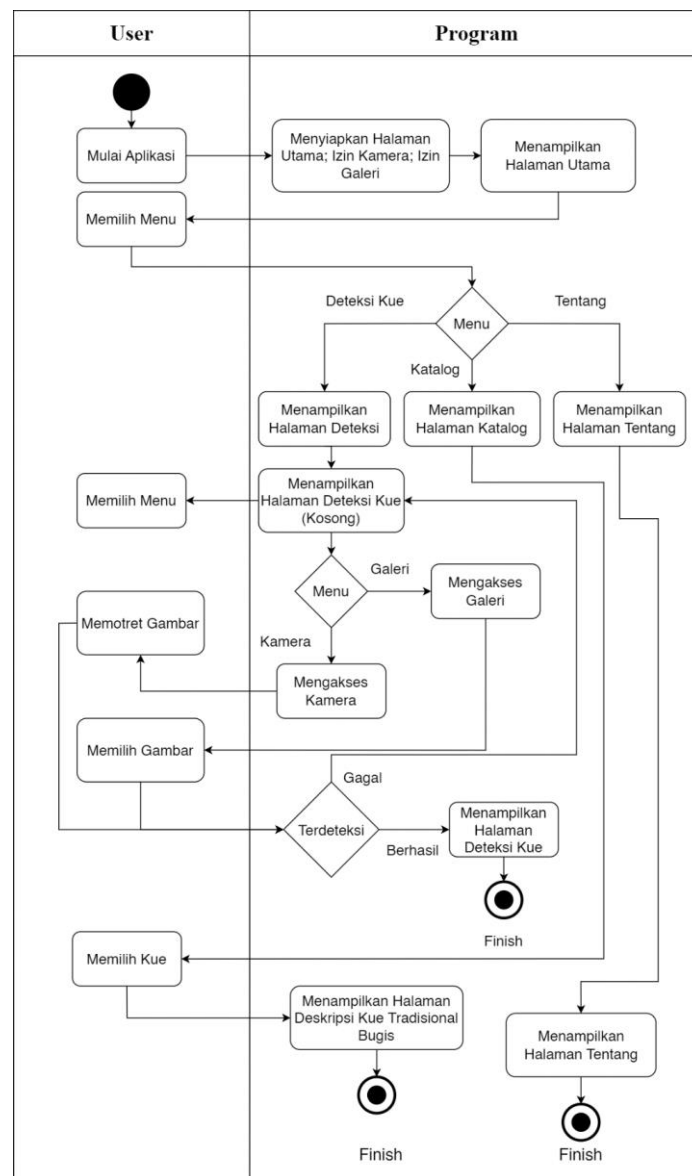 User
Program
Mulai Aplikasi
Menyiapkan Halaman
Utama; Izin Kamera; Izin
Galeri
Menampilkan
Halaman Utama
Memilih Menu
Deteksi Kue
Menu
Tentang
Katalog
Menampilkan
Halaman Deteksi
Menampilkan
Halaman Katalog
Menampilkan
Halaman Tentang
Memilih Menu
Menampilkan
Halaman Deteksi Kue
(Kosong)
Menu
Galeri
Mengakses
Galeri
Memotret Gambar
Kamera
Mengakses
Kamera
Memilih Gambar
Gagal
Terdeteksi
Berhasil
Menampilkan
Halaman
Deteksi Kue
Finish
Memilih Kue
Menampilkan Halaman
Deskripsi Kue Tradisional
Bugis
Menampilkan
Halaman Tentang
Finish
Finish